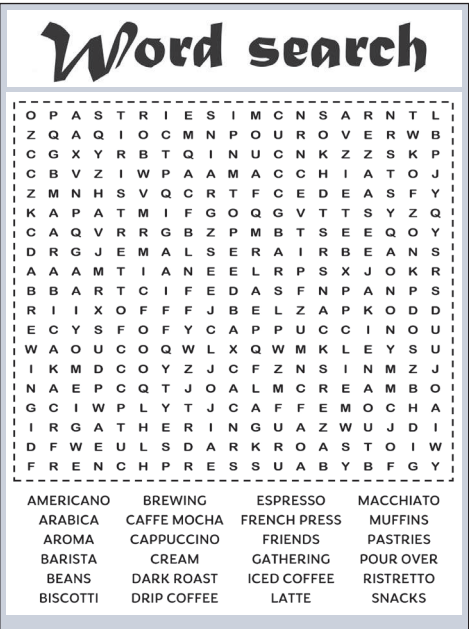 Word search
O P A S T R I E S I M C N S A R N T L
Z Q A Q I O C M N P O U R O V E R W B
C G X Y R B T Q I N U C N K Z Z S K P
C B V Z I W P A A M A C C H I A T O J
Z M N H S V Q C R T F C E D E A S F Y
K A P A T M I F G O Q G V T T S Y Z Q
C A Q V R R G B Z P M B T S E E Q O Y
D R G J E M A L S E R A I R B E A N S
A A A M T I A N E E L R P S X J O K R
B B A R T C I F E D A S F N P A N P S
R I I X O F F F J B E L Z A P K O D D
E C Y S F O F Y C A P P U C C I N O U
W A O U C O Q W L X Q W M K L E Y S U
I K M D C O Y Z J C F Z N S I N M Z J
N A E P C Q T J O A L M C R E A M B O
G C I W P L Y T J C A F F E M O C H A
I R G A T H E R I N G U A Z W U J D I
D F W E U L S D A R K R O A S T O I W
F R E N C H P R E S S U A B Y B F G Y
AMERICANO BREWING ESPRESSO MACCHIATO
ARABICA CAFFE MOCHA FRENCH PRESS MUFFINS
AROMA CAPPUCCINO FRIENDS PASTRIES
BARISTA CREAM GATHERING POUR OVER
BEANS DARK ROAST ICED COFFEE RISTRETTO
BISCOTTI DRIP COFFEE LATTE SNACKS